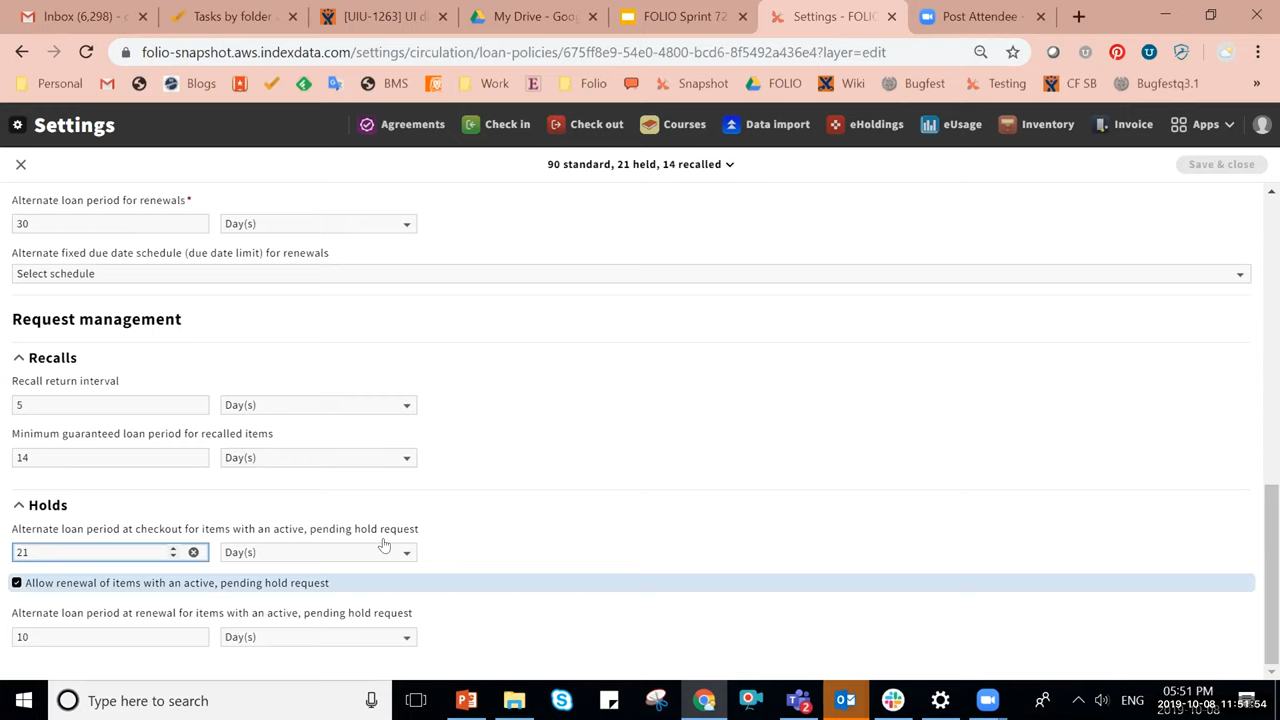 Inbox (6,298) -
Tasks by folder
[UIU-1263] UI d
My Drive - Goo
FOLIO Sprint 72
Settings - FOLI
Post Attendee -
folio-snapshot.aws.indexdata.com/settings/circulation/loan-policies/675ff8e9-54e0-4800-bcd6-8f5492a436e4?layer=edit
Personal
Blogs
BMS
Work
Folio
Snapshot
FOLIO
Wiki
Bugfest
Testing
CF SB
Bugfestq3.1
»
Settings
Agreements
Check in
Check out
Courses
Data import
eHoldings
eUsage
Inventory
Invoice
Apps
90 standard, 21 held, 14 recalled
Save & close
Alternate loan period for renewals*
30 Day(s)
Alternate fixed due date schedule (due date limit) for renewals
Select schedule
Request management
Recalls
Recall return interval
5 Day(s)
Minimum guaranteed loan period for recalled items
14 Day(s)
Holds
Alternate loan period at checkout for items with an active, pending hold request
21 Day(s)
Allow renewal of items with an active, pending hold request
Alternate loan period at renewal for items with an active, pending hold request
10 Day(s)
Type here to search
ENG
05:51 PM
2019-10-08 11:51:54